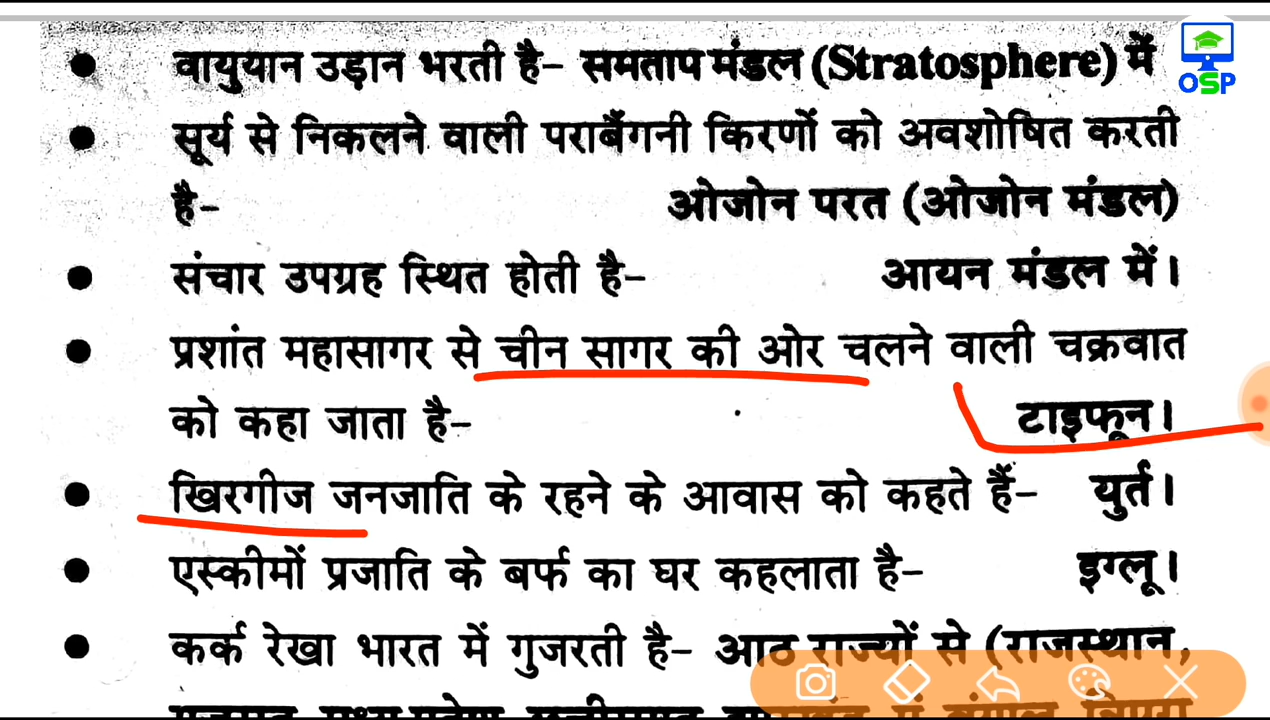 वायुयान उड़ान भरती है– समताप मंडल (Stratosphere) में
OSP
सूर्य से निकलने वाली पराबैंगनी किरणों को अवशोषित करती
है– ओजोन परत (ओजोन मंडल)
संचार उपग्रह स्थित होती है– आयन मंडल में।
प्रशांत महासागर से चीन सागर की ओर चलने वाली चक्रवात
को कहा जाता है– टाइफून।
खिरगीज जनजाति के रहने के आवास को कहते हैं– युर्त।
एस्कीमों प्रजाति के बर्फ का घर कहलाता है– इग्लू।
कर्क रेखा भारत में गुजरती है– आठ राज्यों से (राजस्थान,